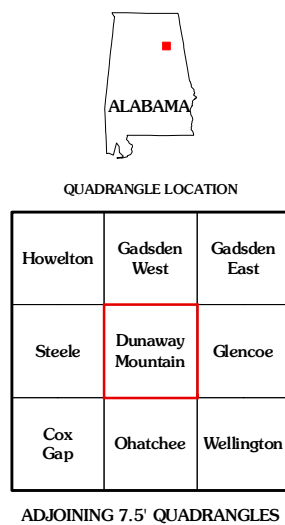 ALABAMA
QUADRANGLE LOCATION
Howelton
Gadsden
West
Gadsden
East
Steele
Dunaway
Mountain
Glencoe
Cox
Gap
Ohatchee
Wellington
ADJOINING 7.5' QUADRANGLES